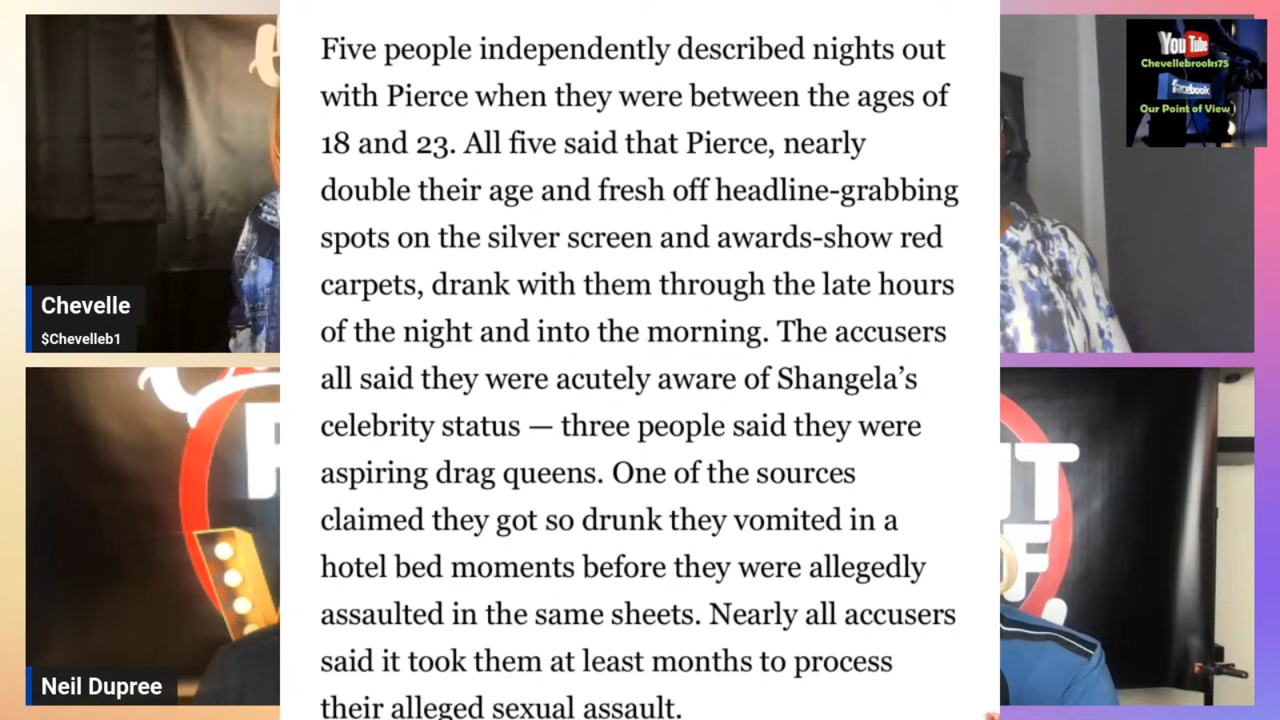 Five people independently described nights out
with Pierce when they were between the ages of
18 and 23. All five said that Pierce, nearly
double their age and fresh off headline-grabbing
spots on the silver screen and awards-show red
carpets, drank with them through the late hours
of the night and into the morning. The accusers
all said they were acutely aware of Shangela’s
celebrity status — three people said they were
aspiring drag queens. One of the sources
claimed they got so drunk they vomited in a
hotel bed moments before they were allegedly
assaulted in the same sheets. Nearly all accusers
said it took them at least months to process
their alleged sexual assault.
Chevelle
$Chevelleb1
Neil Dupree
You Tube
Chevellebrooks75
facebook
Our Point of View
OF